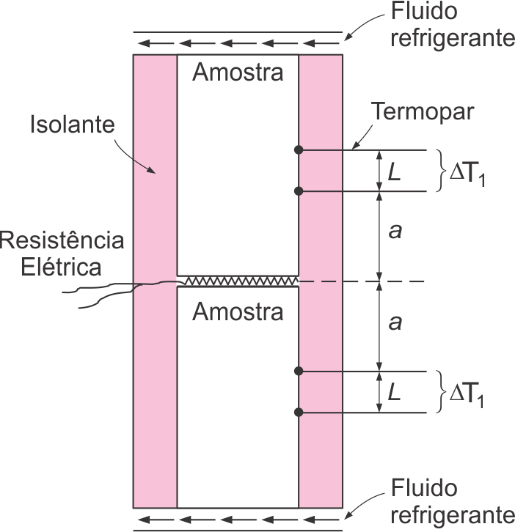 Fluido
refrigerante
Amostra
Termopar
Isolante
L
ΔT₁
a
Resistência
Elétrica
Amostra
a
L
ΔT₁
Fluido
refrigerante